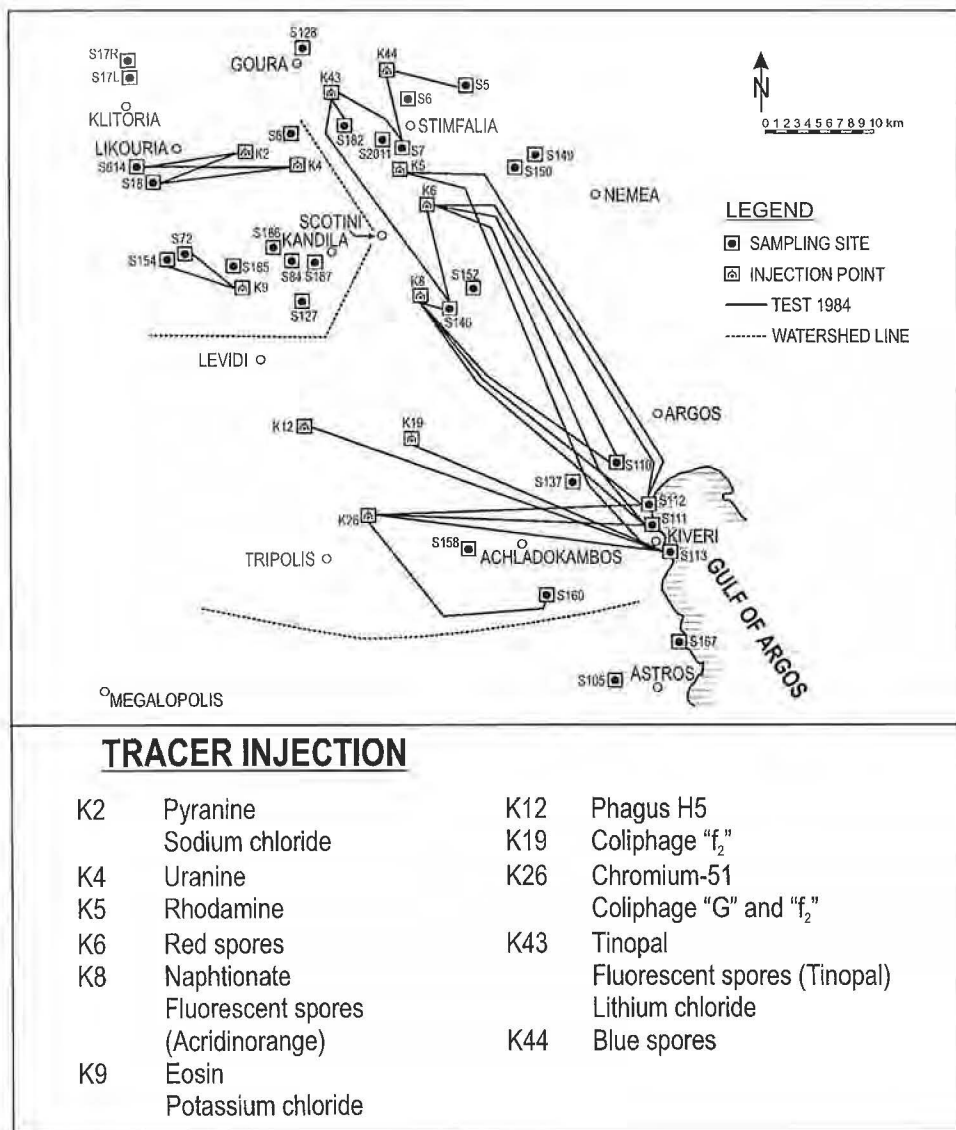 S128
S17R
K44
GOURA
S17L
K43
S5
N
S6
KLITORIA
STIMFALIA
0 1 2 3 4 5 6 7 8 9 10 km
S6
S182
LIKOURIA
K2
S2011
S7
S149
S614
K4
K5
S150
S18
NEMEA
K6
LEGEND
SCOTINI
S186
KANDILA
SAMPLING SITE
S72
S154
S185
S84
S187
S152
INJECTION POINT
K9
K8
S127
S146
TEST 1984
WATERSHED LINE
LEVIDI
ARGOS
K12
K19
S110
S137
S112
K26
S111
KIVERI
TRIPOLIS
S158
ACHLADOKAMBOS
S113
S160
GULF OF ARGOS
S167
S105
ASTROS
MEGALOPOLIS
TRACER INJECTION
K2 Pyranine
Sodium chloride
K4 Uranine
K5 Rhodamine
K6 Red spores
K8 Naphtionate
Fluorescent spores
(Acridinorange)
K9 Eosin
Potassium chloride
K12 Phagus H5
K19 Coliphage “f₂”
K26 Chromium-51
Coliphage “G” and “f₂”
K43 Tinopal
Fluorescent spores (Tinopal)
Lithium chloride
K44 Blue spores